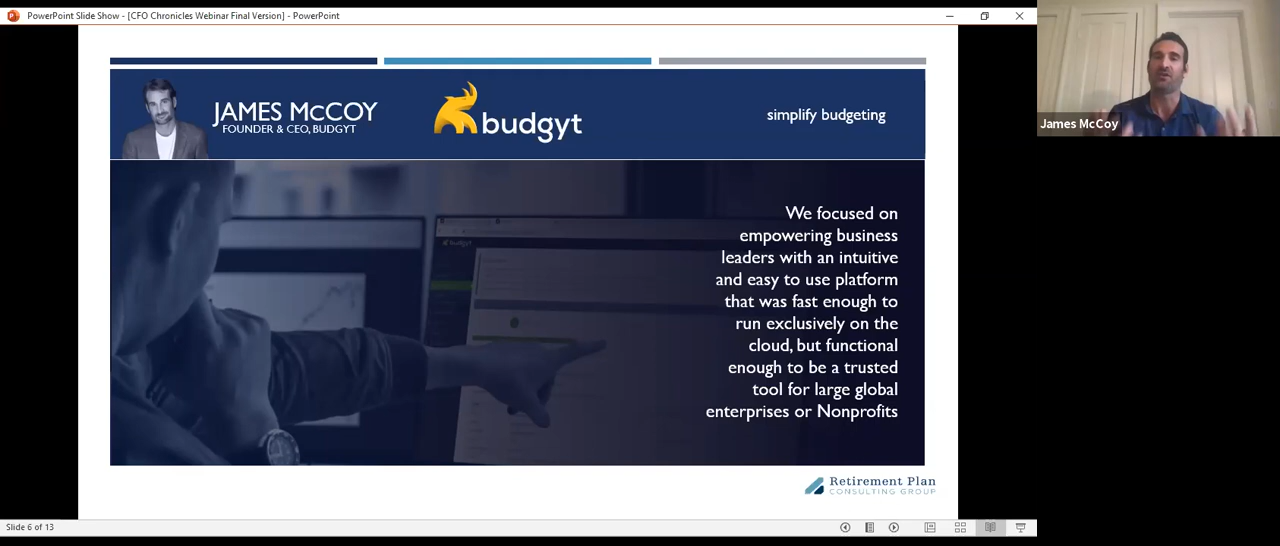 PowerPoint Slide Show - [CFO Chronicles Webinar Final Version] - PowerPoint
James McCoy
JAMES McCOY
FOUNDER & CEO, BUDGYT
budgyt
simplify budgeting
We focused on
empowering business
leaders with an intuitive
and easy to use platform
that was fast enough to
run exclusively on the
cloud, but functional
enough to be a trusted
tool for large global
enterprises or Nonprofits
Retirement Plan
CONSULTING GROUP
Slide 6 of 13